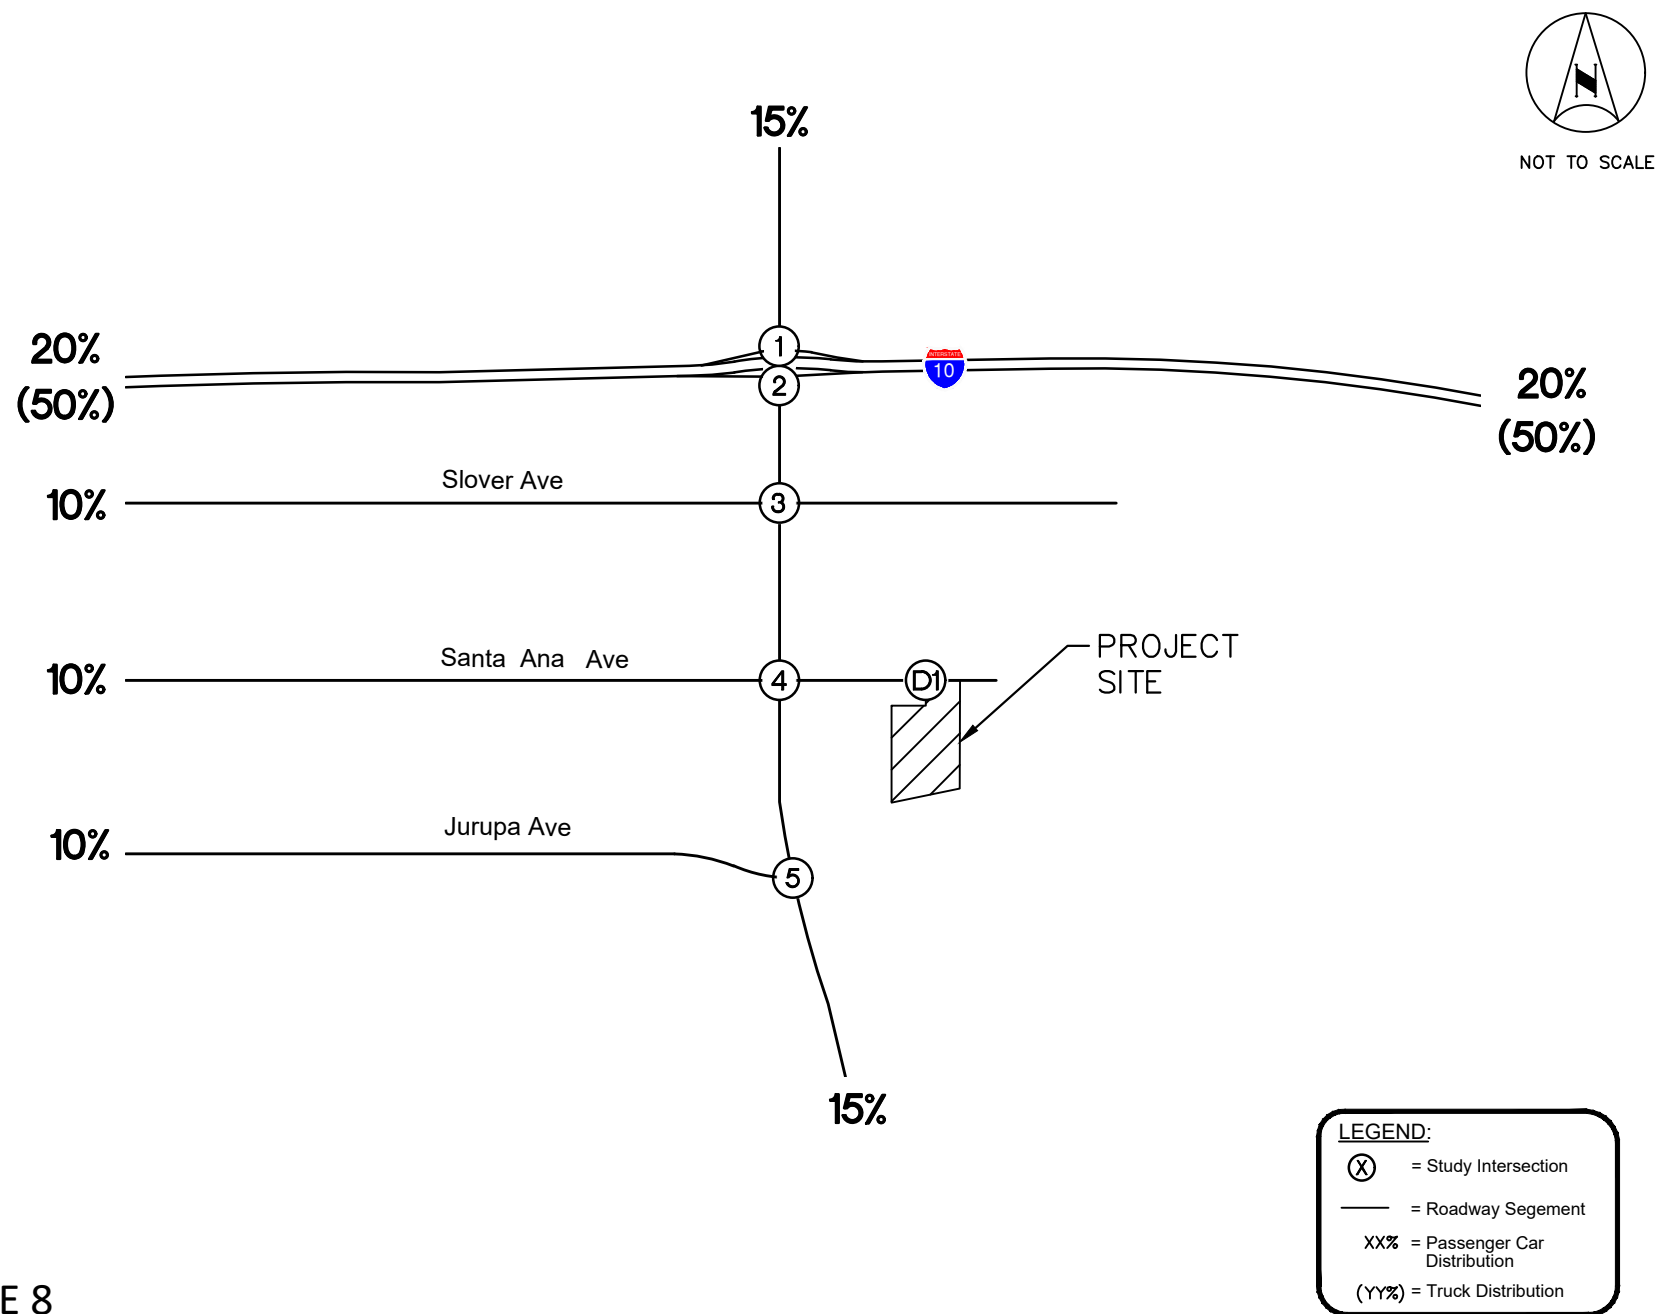 N
NOT TO SCALE
15%
20%
(50%)
1
2
INTERSTATE
10
20%
(50%)
Slover Ave
10%
3
Santa Ana Ave
10%
4
D1
PROJECT
SITE
Jurupa Ave
10%
5
15%
LEGEND:
X = Study Intersection
= Roadway Segement
XX% = Passenger Car
Distribution
(YY%) = Truck Distribution
E 8